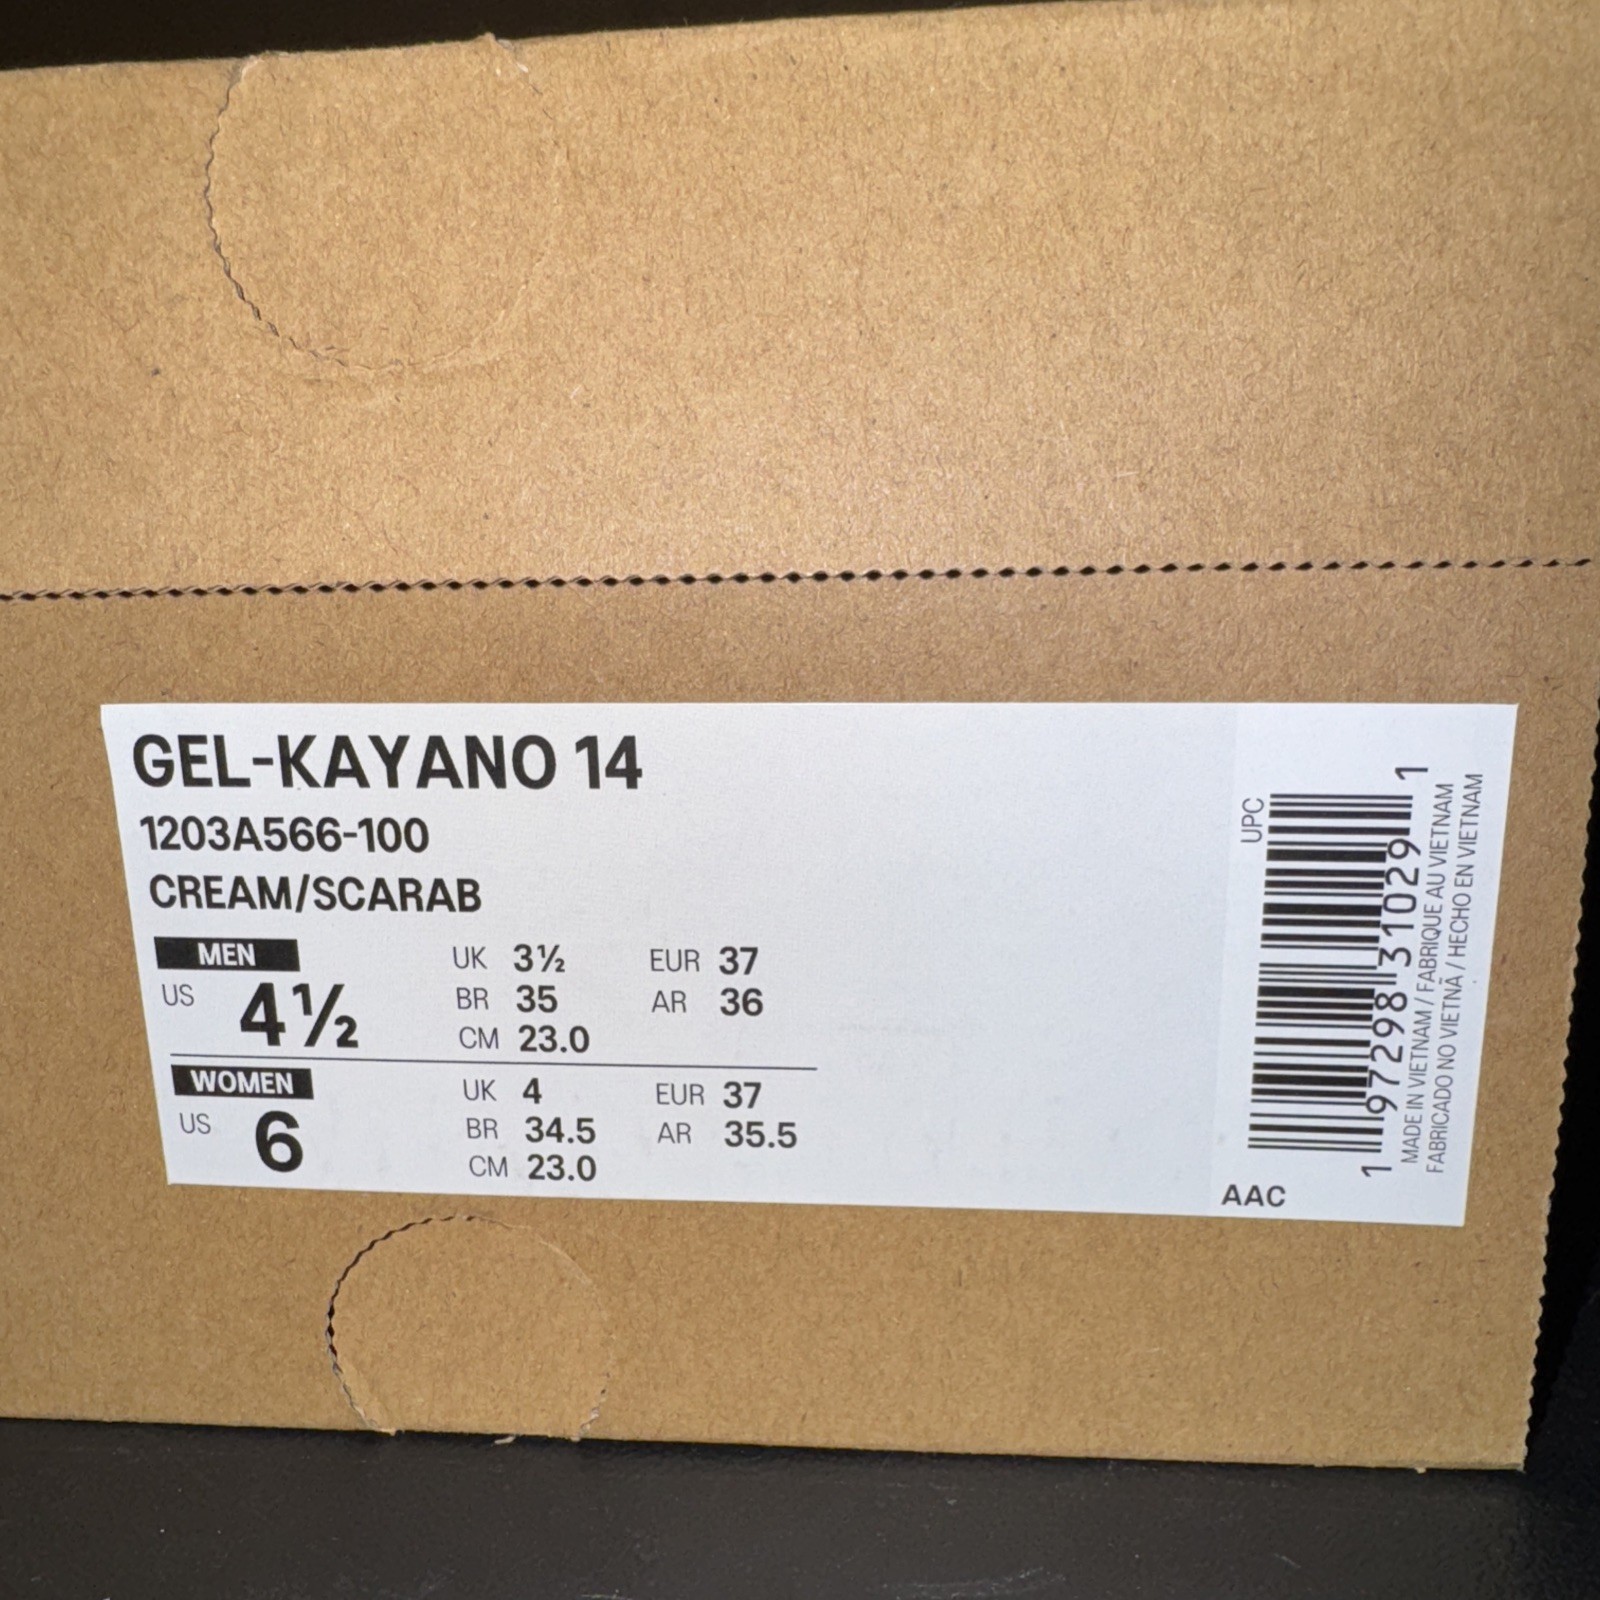 GEL-KAYANO 14
1203A566-100
CREAM/SCARAB
MEN
US 4½
UK 3½
BR 35
CM 23.0
EUR 37
AR 36
WOMEN
US 6
UK 4
BR 34.5
CM 23.0
EUR 37
AR 35.5
UPC
1 97298 31029 1
MADE IN VIETNAM / FABRIQUE AU VIETNAM
FABRICADO NO VIETNÃ / HECHO EN VIETNAM
AAC